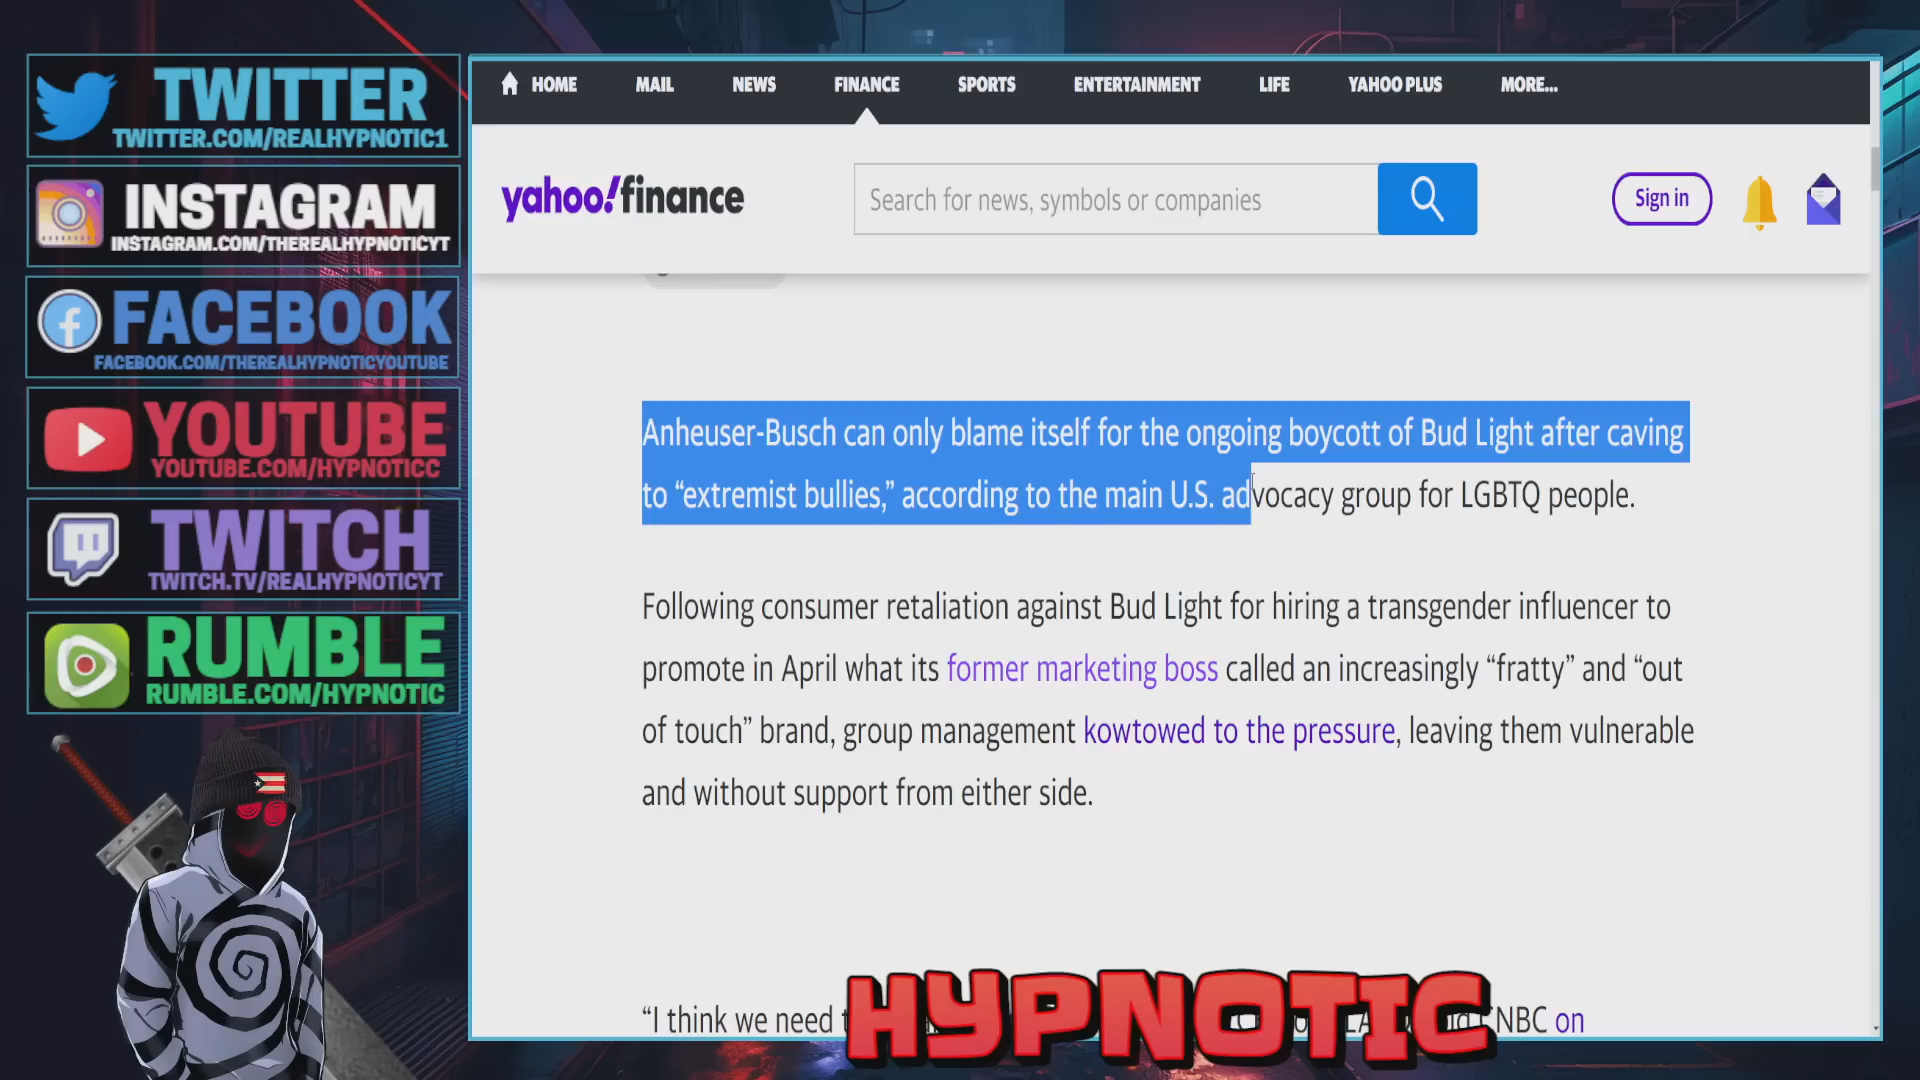 TWITTER
TWITTER.COM/REALHYPNOTIC1
INSTAGRAM
INSTAGRAM.COM/THEREALHYPNOTICYT
FACEBOOK
FACEBOOK.COM/THEREALHYPNOTICYOUTUBE
YOUTUBE
YOUTUBE.COM/HYPNOTICC
TWITCH
TWITCH.TV/REALHYPNOTICYT
RUMBLE
RUMBLE.COM/HYPNOTIC
HOME MAIL NEWS FINANCE SPORTS ENTERTAINMENT LIFE YAHOO PLUS MORE...
yahoo!finance
Search for news, symbols or companies
Sign in
Anheuser-Busch can only blame itself for the ongoing boycott of Bud Light after caving
to “extremist bullies,” according to the main U.S. advocacy group for LGBTQ people.
Following consumer retaliation against Bud Light for hiring a transgender influencer to
promote in April what its former marketing boss called an increasingly “fratty” and “out
of touch” brand, group management kowtowed to the pressure, leaving them vulnerable
and without support from either side.
“I think we need CNBC on
HYPNOTIC